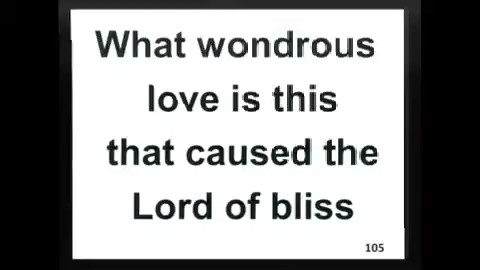 What wondrous
love is this
that caused the
Lord of bliss
105